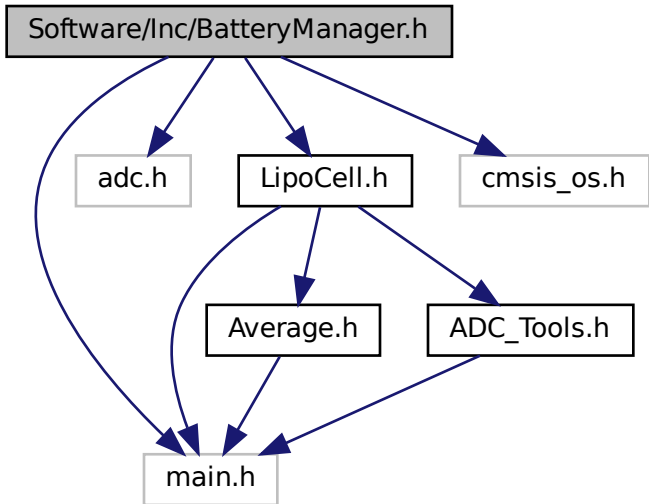 Software/Inc/BatteryManager.h
adc.h
LipoCell.h
cmsis_os.h
Average.h
ADC_Tools.h
main.h